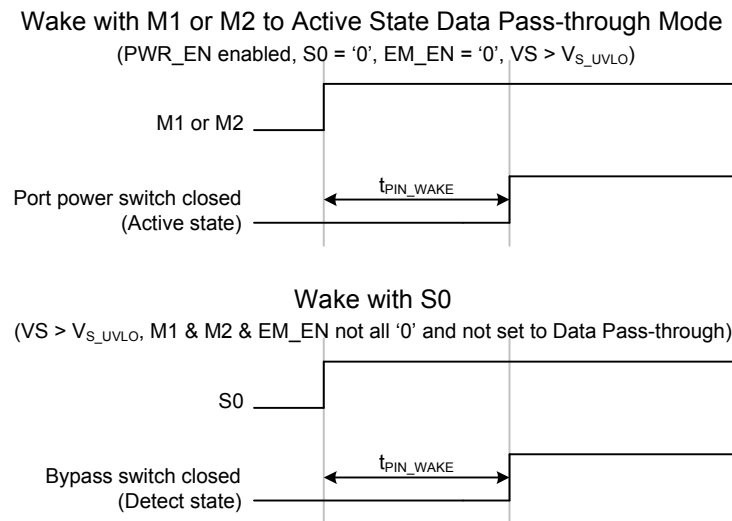 Wake with M1 or M2 to Active State Data Pass-through Mode
(PWR_EN enabled, S0 = ‘0’, EM_EN = ‘0’, VS > VS_UVLO)
M1 or M2
tPIN_WAKE
Port power switch closed
(Active state)
Wake with S0
(VS > VS_UVLO, M1 & M2 & EM_EN not all ‘0’ and not set to Data Pass-through)
S0
tPIN_WAKE
Bypass switch closed
(Detect state)